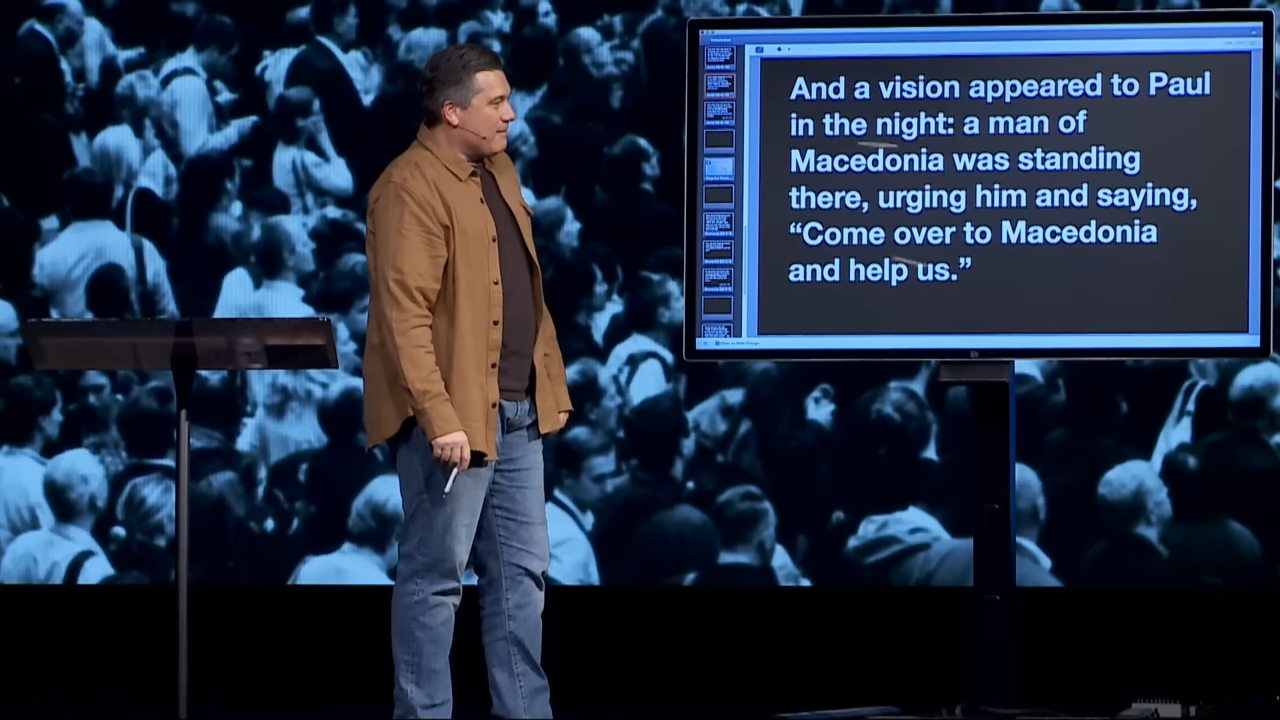 And a vision appeared to Paul
in the night: a man of
Macedonia was standing
there, urging him and saying,
“Come over to Macedonia
and help us.”